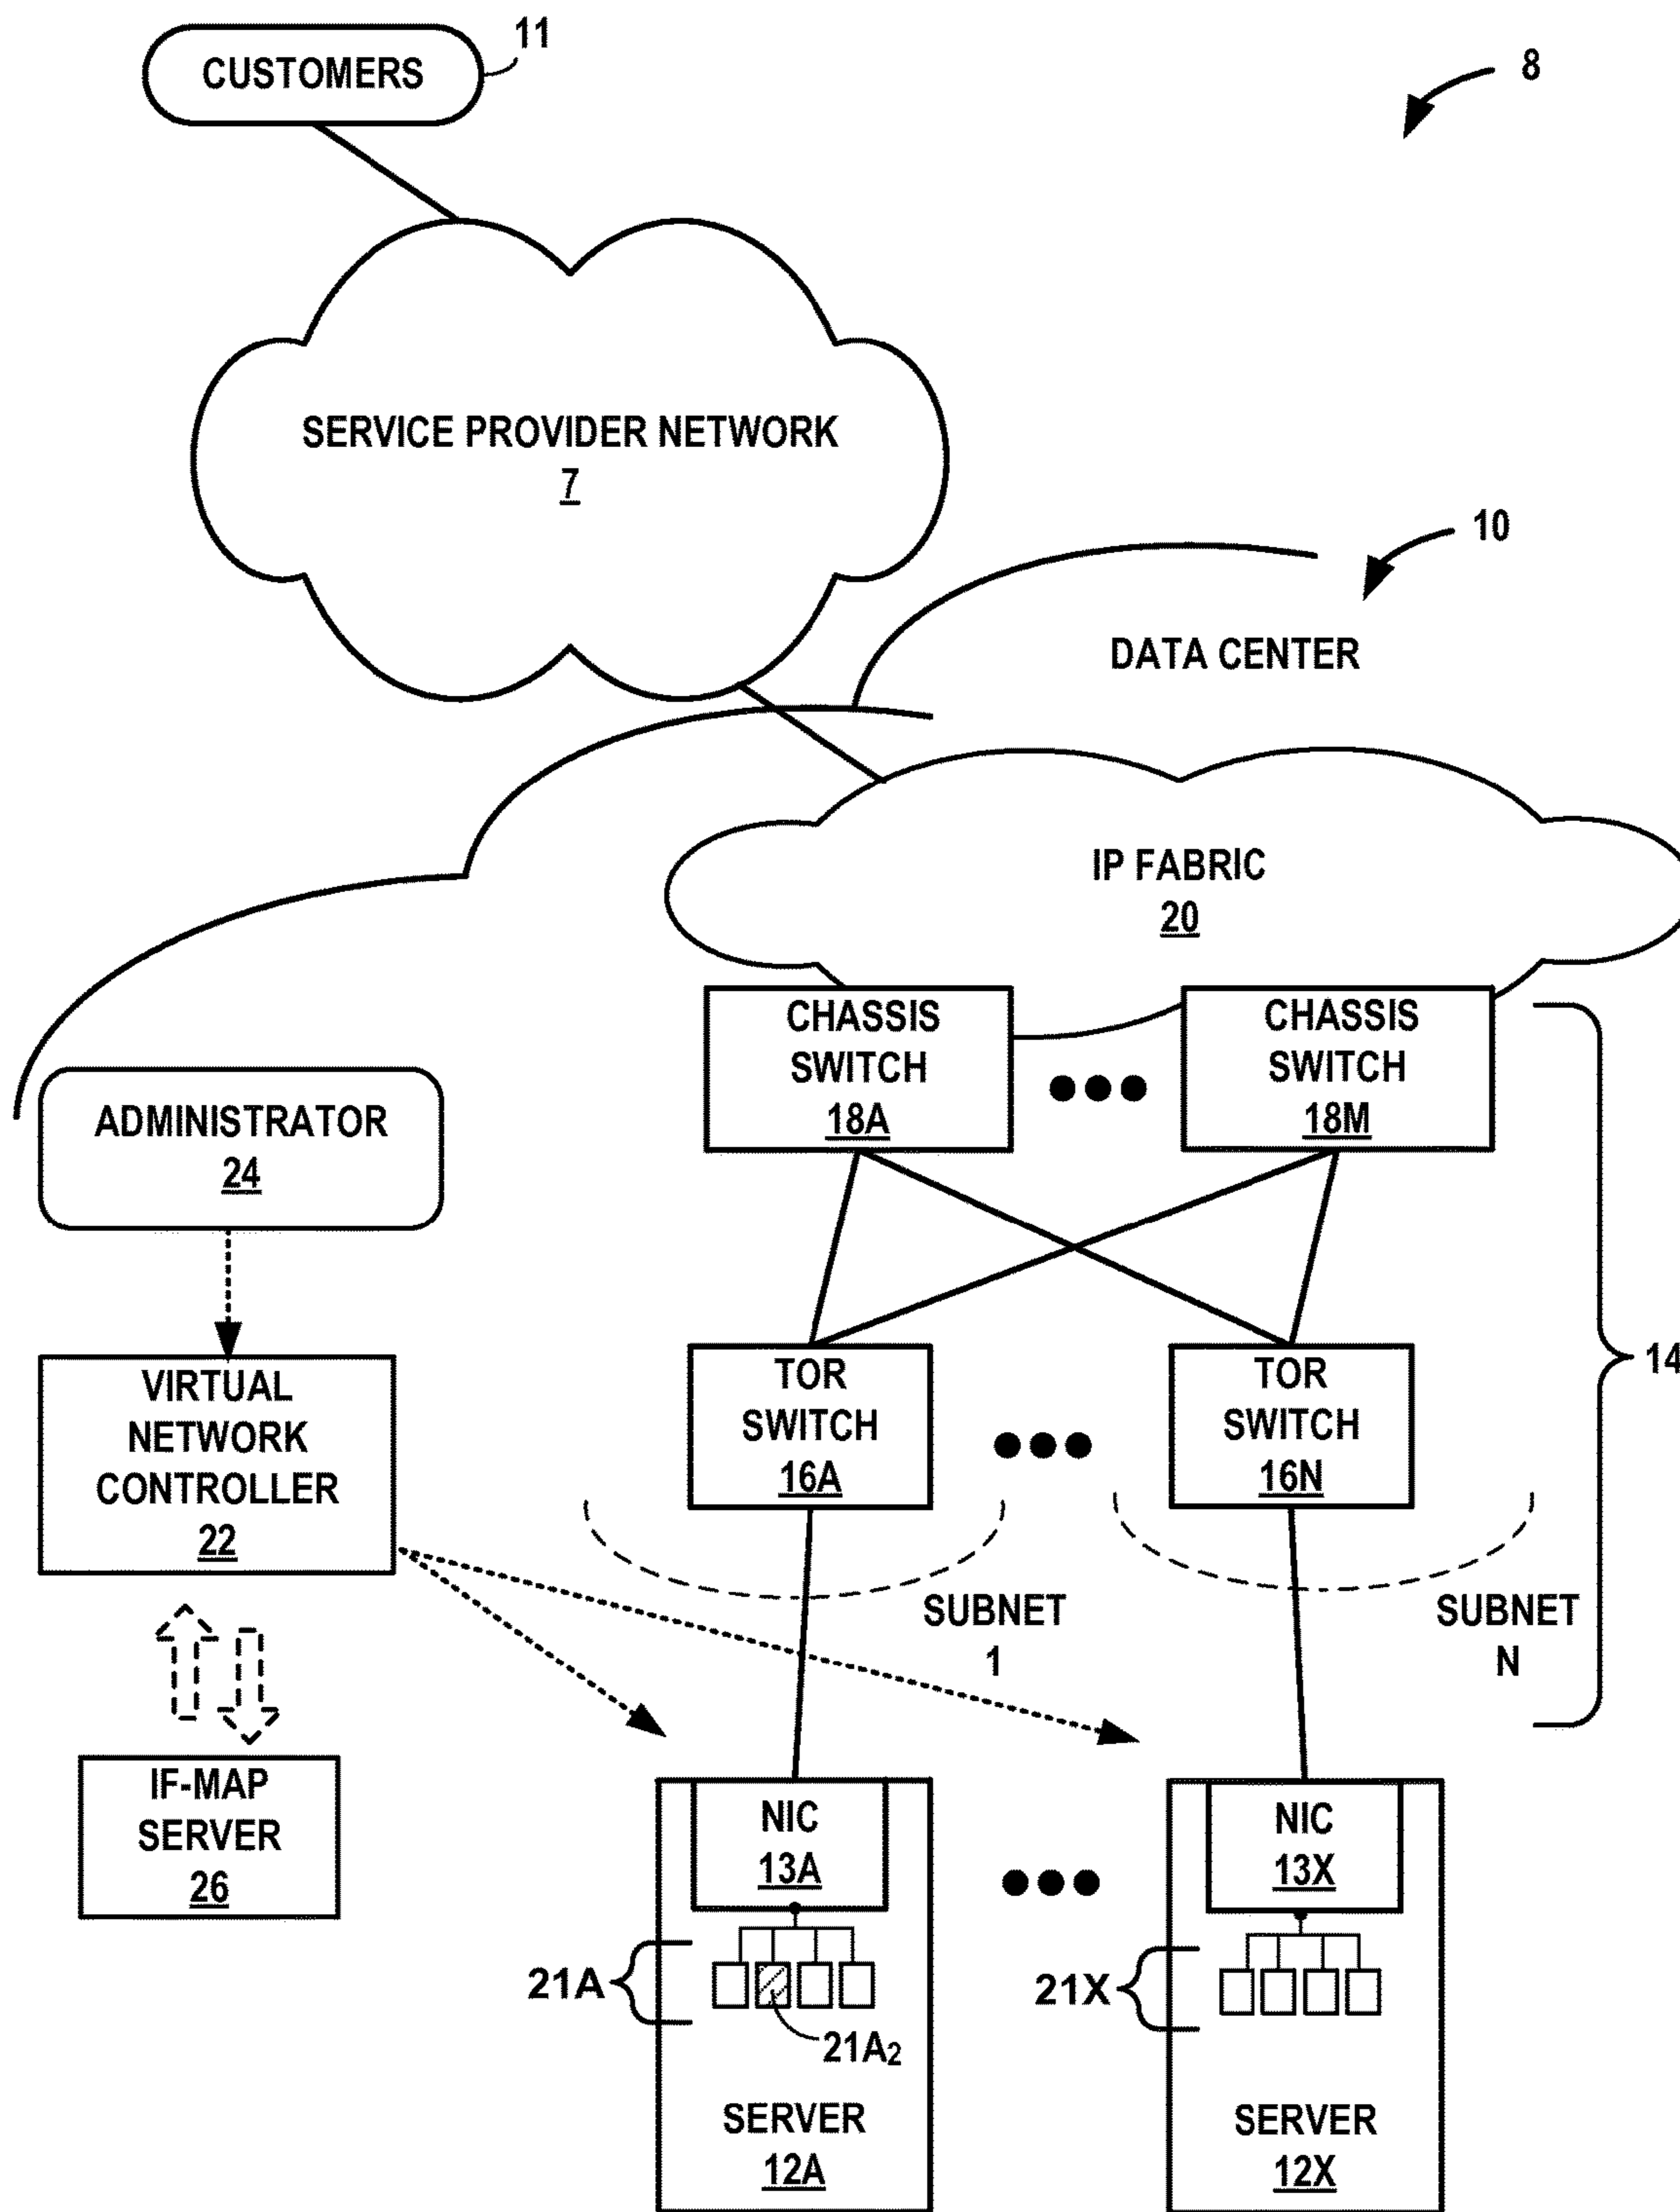 CUSTOMERS
11
8
SERVICE PROVIDER NETWORK
7
10
DATA CENTER
IP FABRIC
20
CHASSIS
SWITCH
18A
CHASSIS
SWITCH
18M
ADMINISTRATOR
24
VIRTUAL
NETWORK
CONTROLLER
22
TOR
SWITCH
16A
TOR
SWITCH
16N
14
SUBNET
1
SUBNET
N
IF-MAP
SERVER
26
NIC
13A
NIC
13X
21A
21A₂
21X
SERVER
12A
SERVER
12X